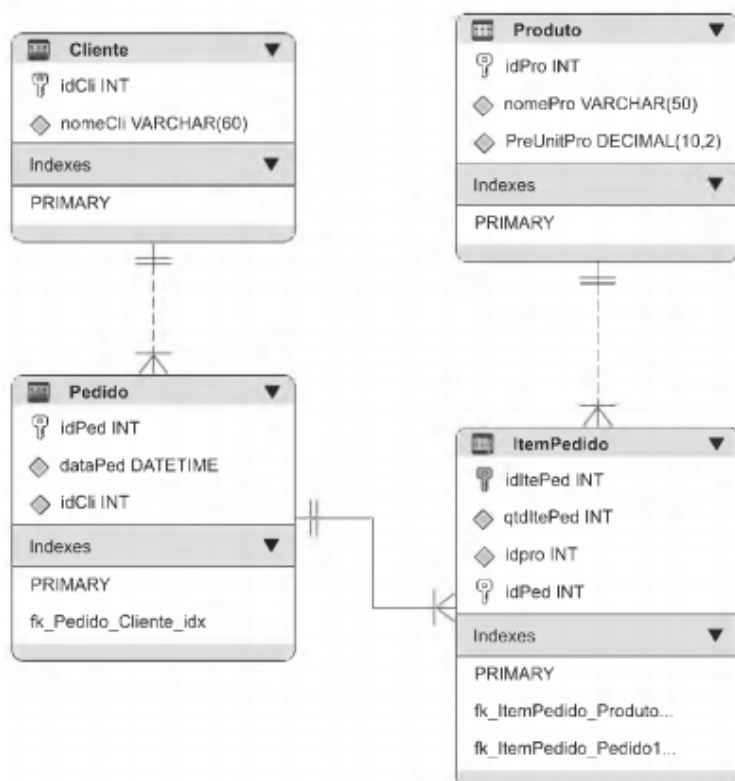 Cliente
idCli INT
nomeCli VARCHAR(60)
Indexes
PRIMARY
Produto
idPro INT
nomePro VARCHAR(50)
PreUnitPro DECIMAL(10,2)
Indexes
PRIMARY
Pedido
idPed INT
dataPed DATETIME
idCli INT
Indexes
PRIMARY
fk_Pedido_Cliente_idx
ItemPedido
idItePed INT
qtdItePed INT
idpro INT
idPed INT
Indexes
PRIMARY
fk_ItemPedido_Produto...
fk_ItemPedido_Pedido1...